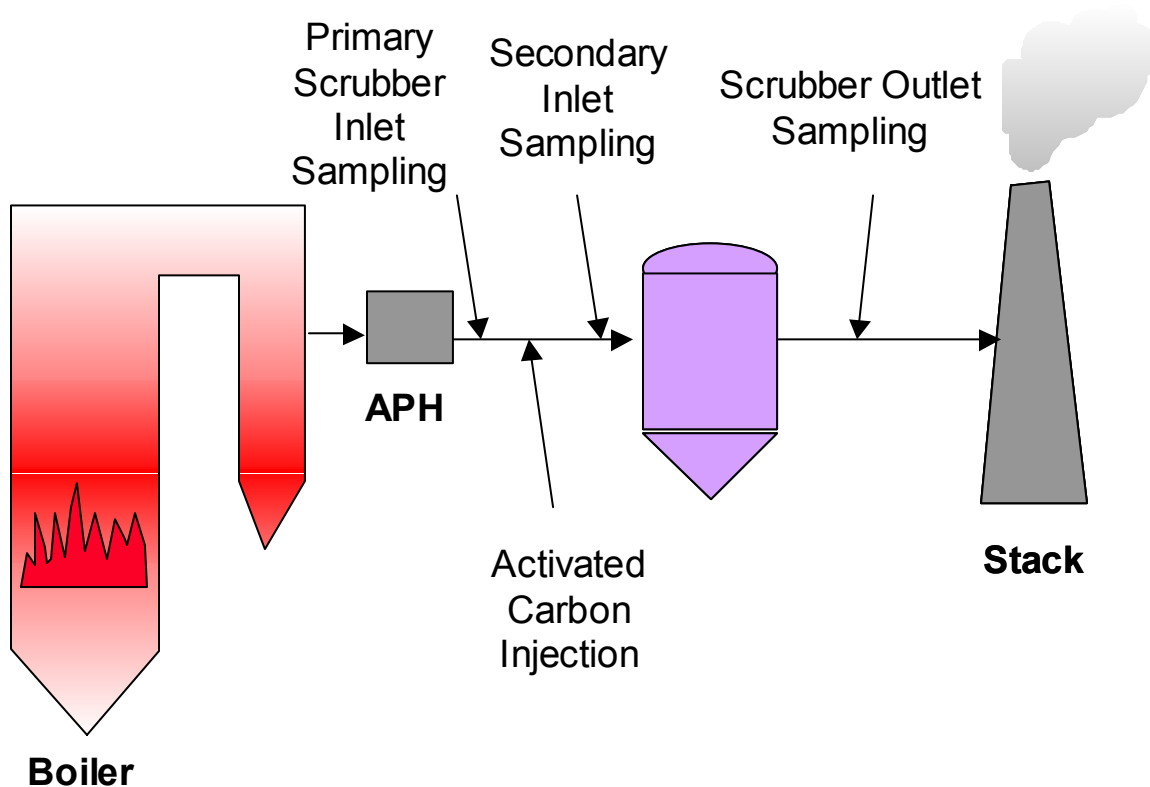 Primary
Scrubber
Inlet
Sampling
Secondary
Inlet
Sampling
Scrubber Outlet
Sampling
APH
Activated
Carbon
Injection
Stack
Boiler